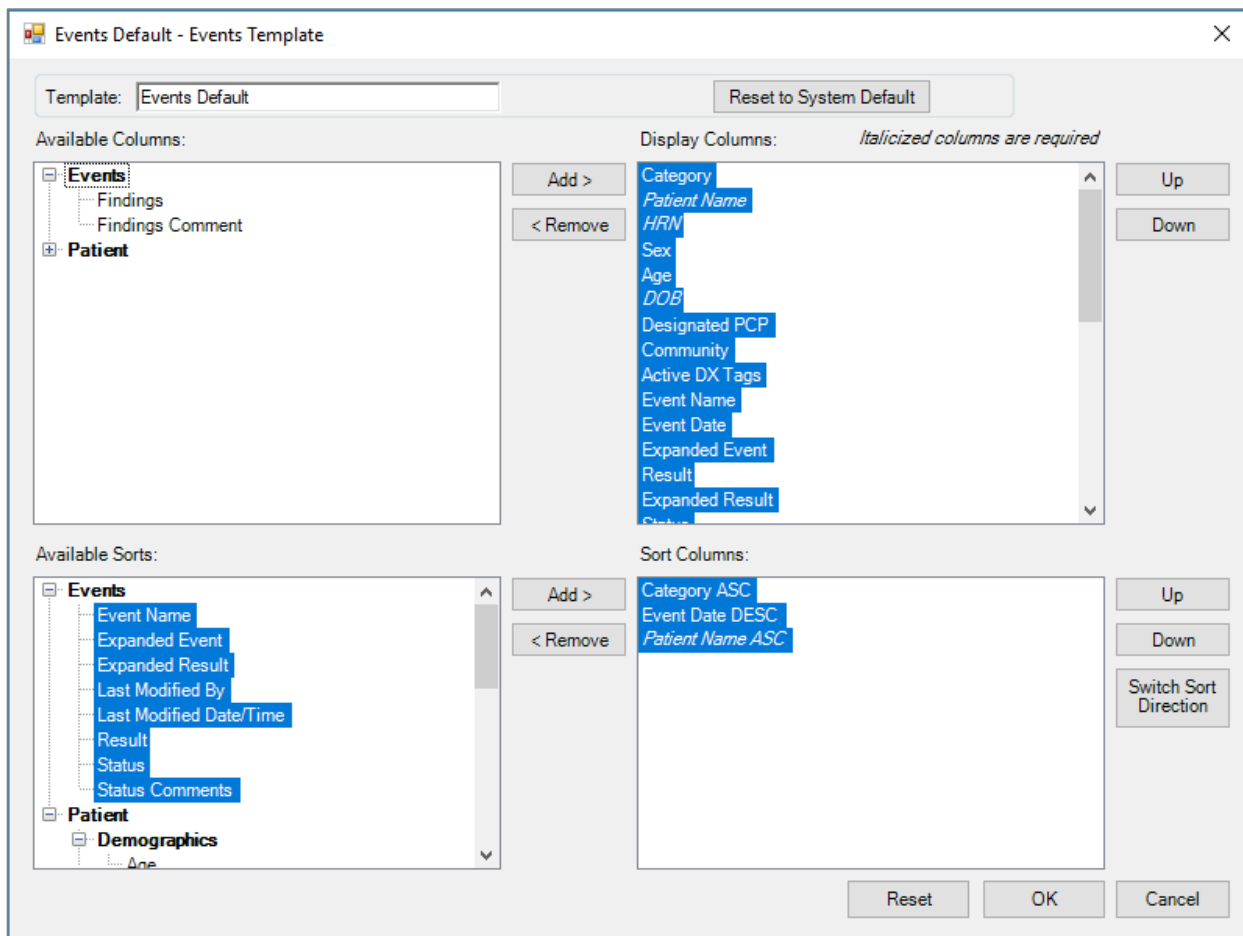 Events Default - Events Template
Template: Events Default Reset to System Default
Available Columns:
Events
Findings
Findings Comment
Patient
Add >
< Remove
Display Columns: Italicized columns are required
Category
Patient Name
HRN
Sex
Age
DOB
Designated PCP
Community
Active DX Tags
Event Name
Event Date
Expanded Event
Result
Expanded Result
Status
Up
Down
Available Sorts:
Events
Event Name
Expanded Event
Expanded Result
Last Modified By
Last Modified Date/Time
Result
Status
Status Comments
Patient
Demographics
Age
Add >
< Remove
Sort Columns:
Category ASC
Event Date DESC
Patient Name ASC
Up
Down
Switch Sort
Direction
Reset OK Cancel